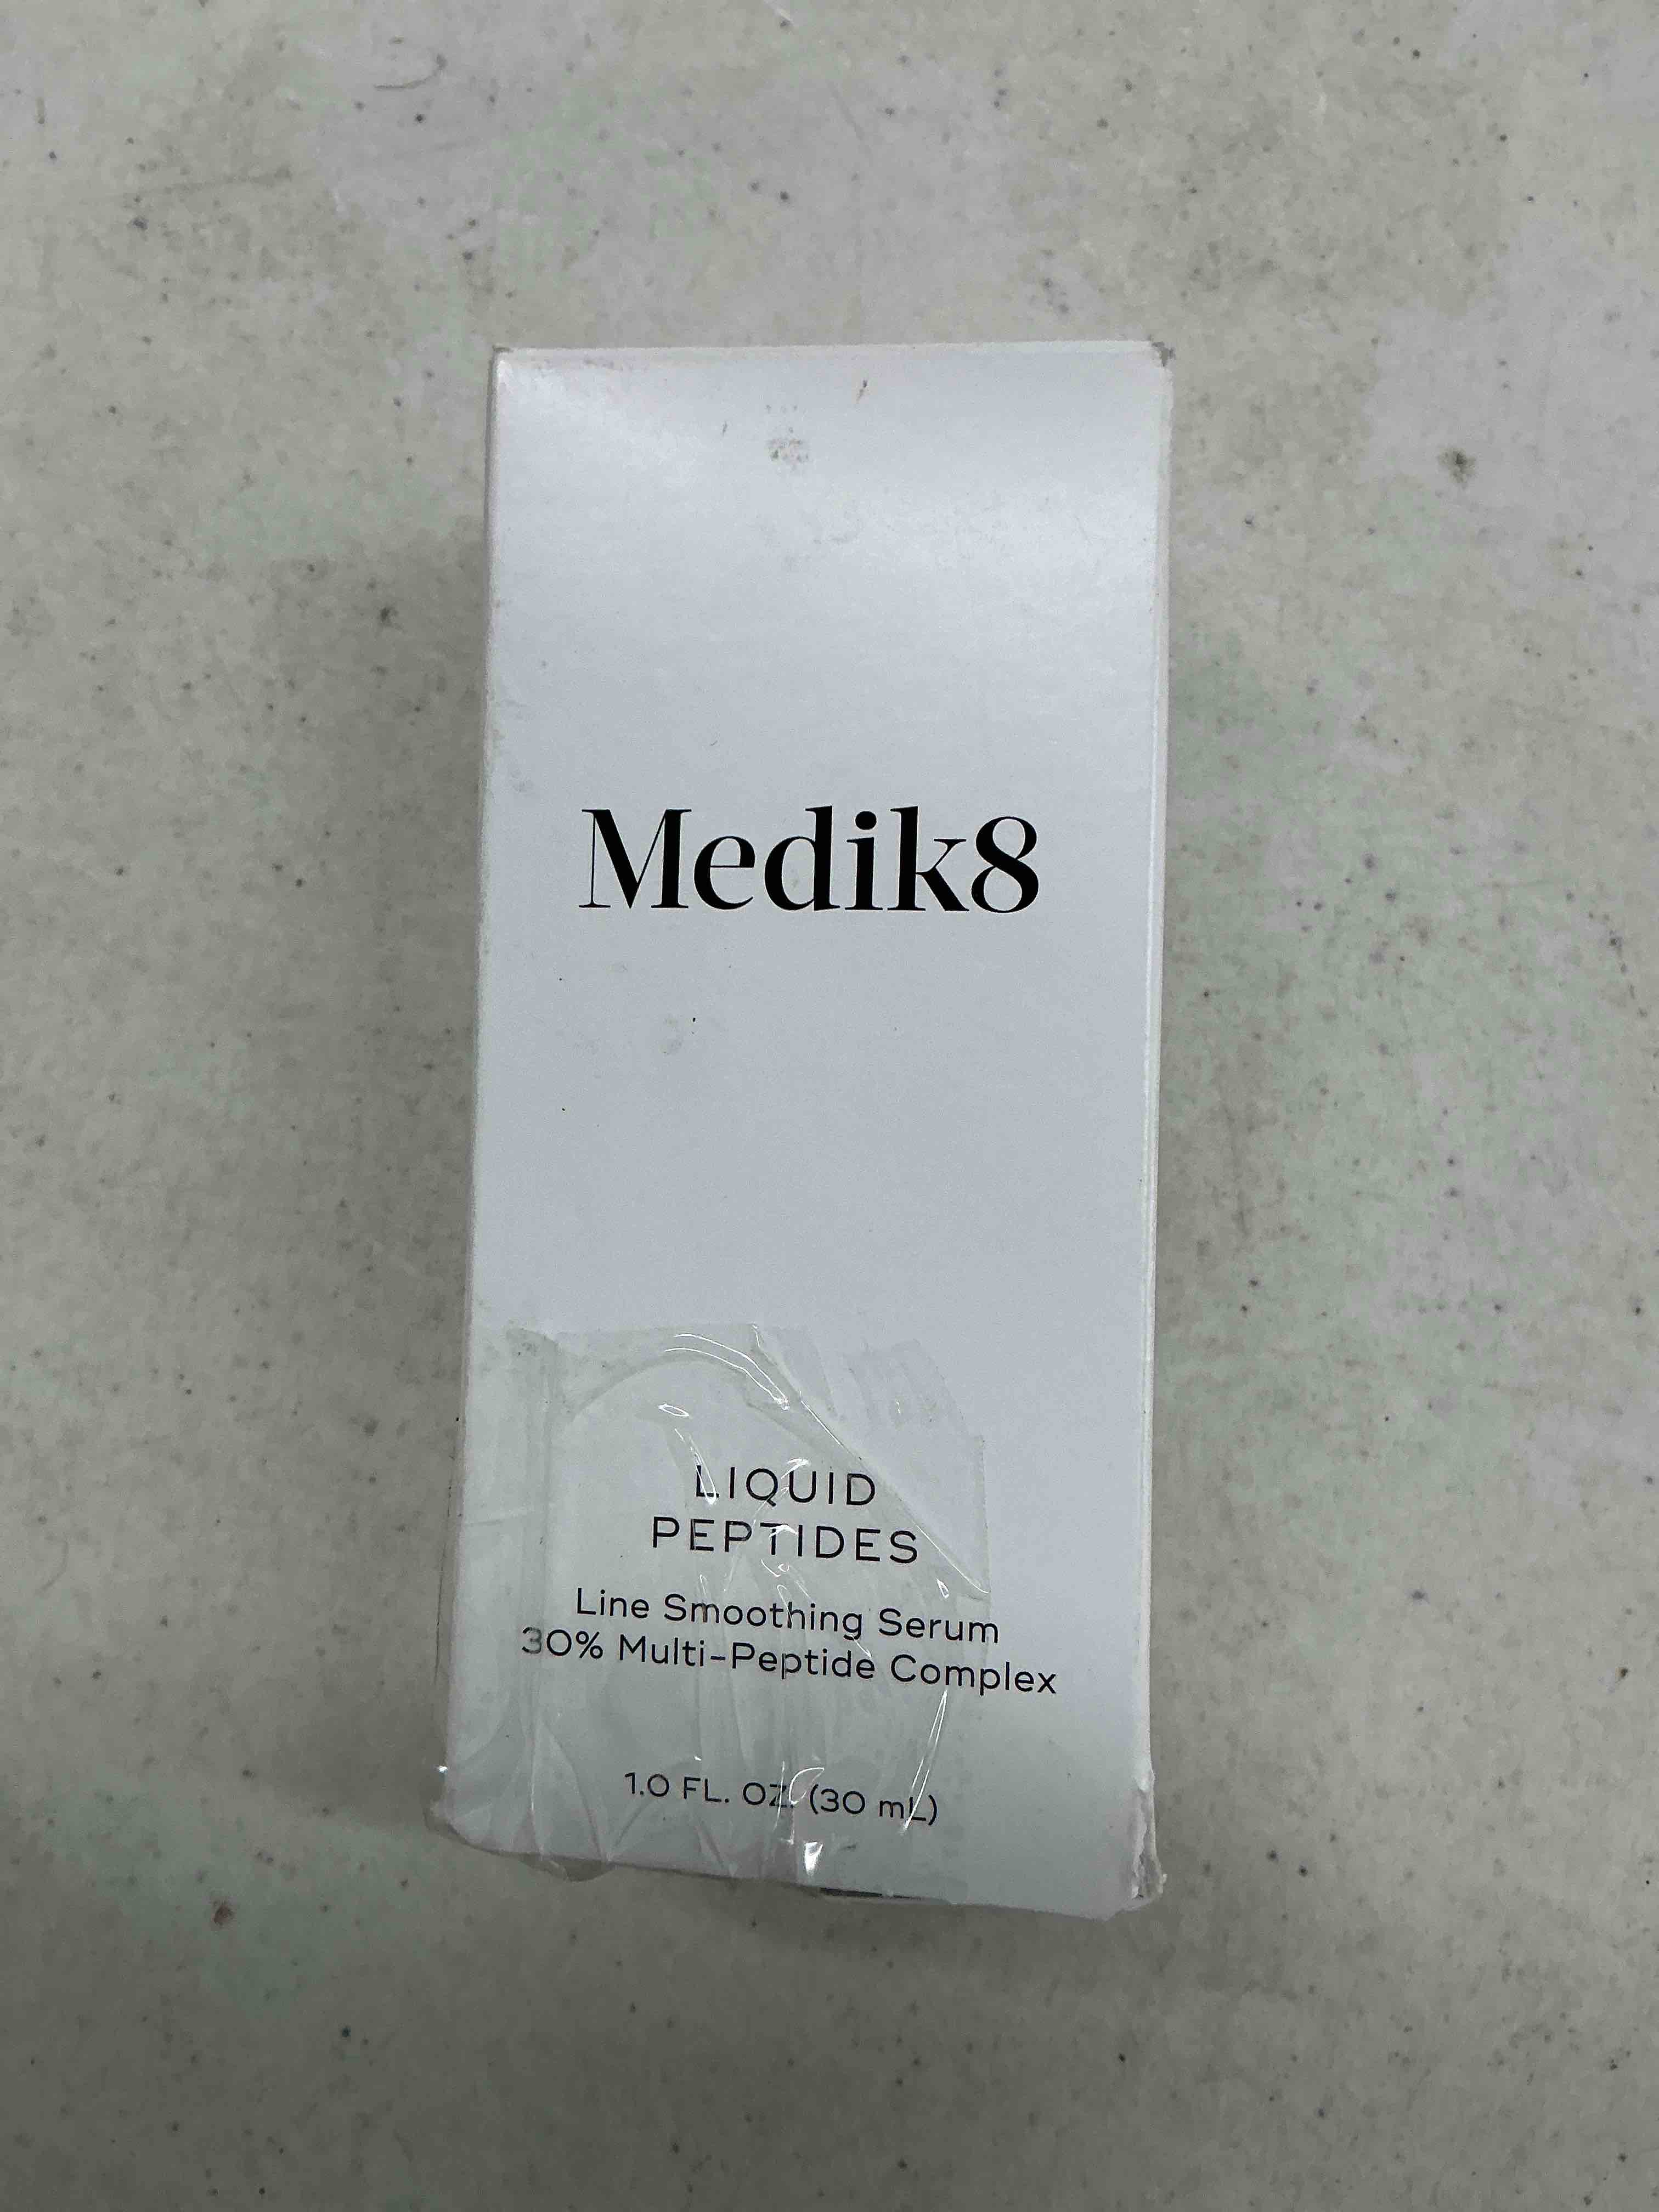 Medik8
LIQUID
PEPTIDES
Line Smoothing Serum
30% Multi-Peptide Complex
1.0 FL. OZ. (30 mL)